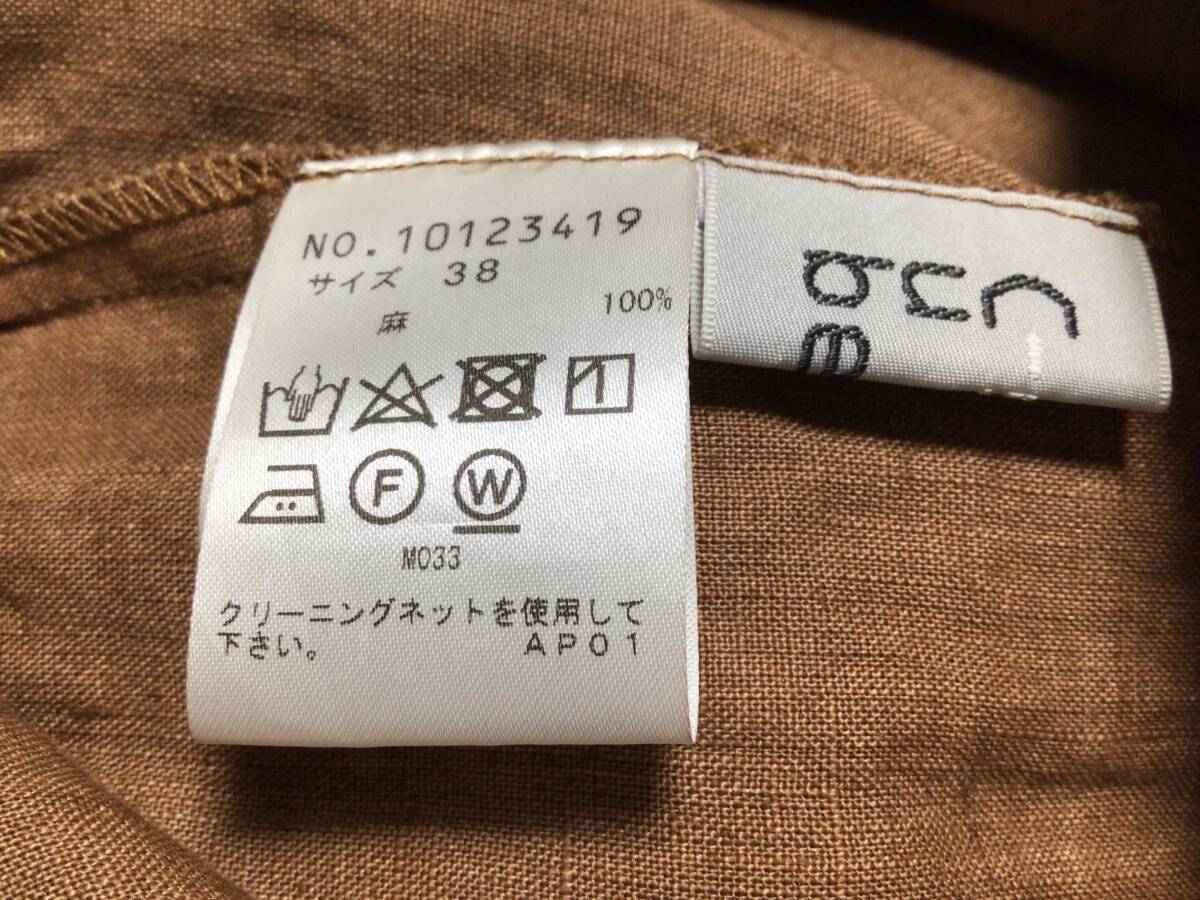 NO.10123419
サイズ 38
麻 100%
F W
M033
クリーニングネットを使用して
下さい。 AP01